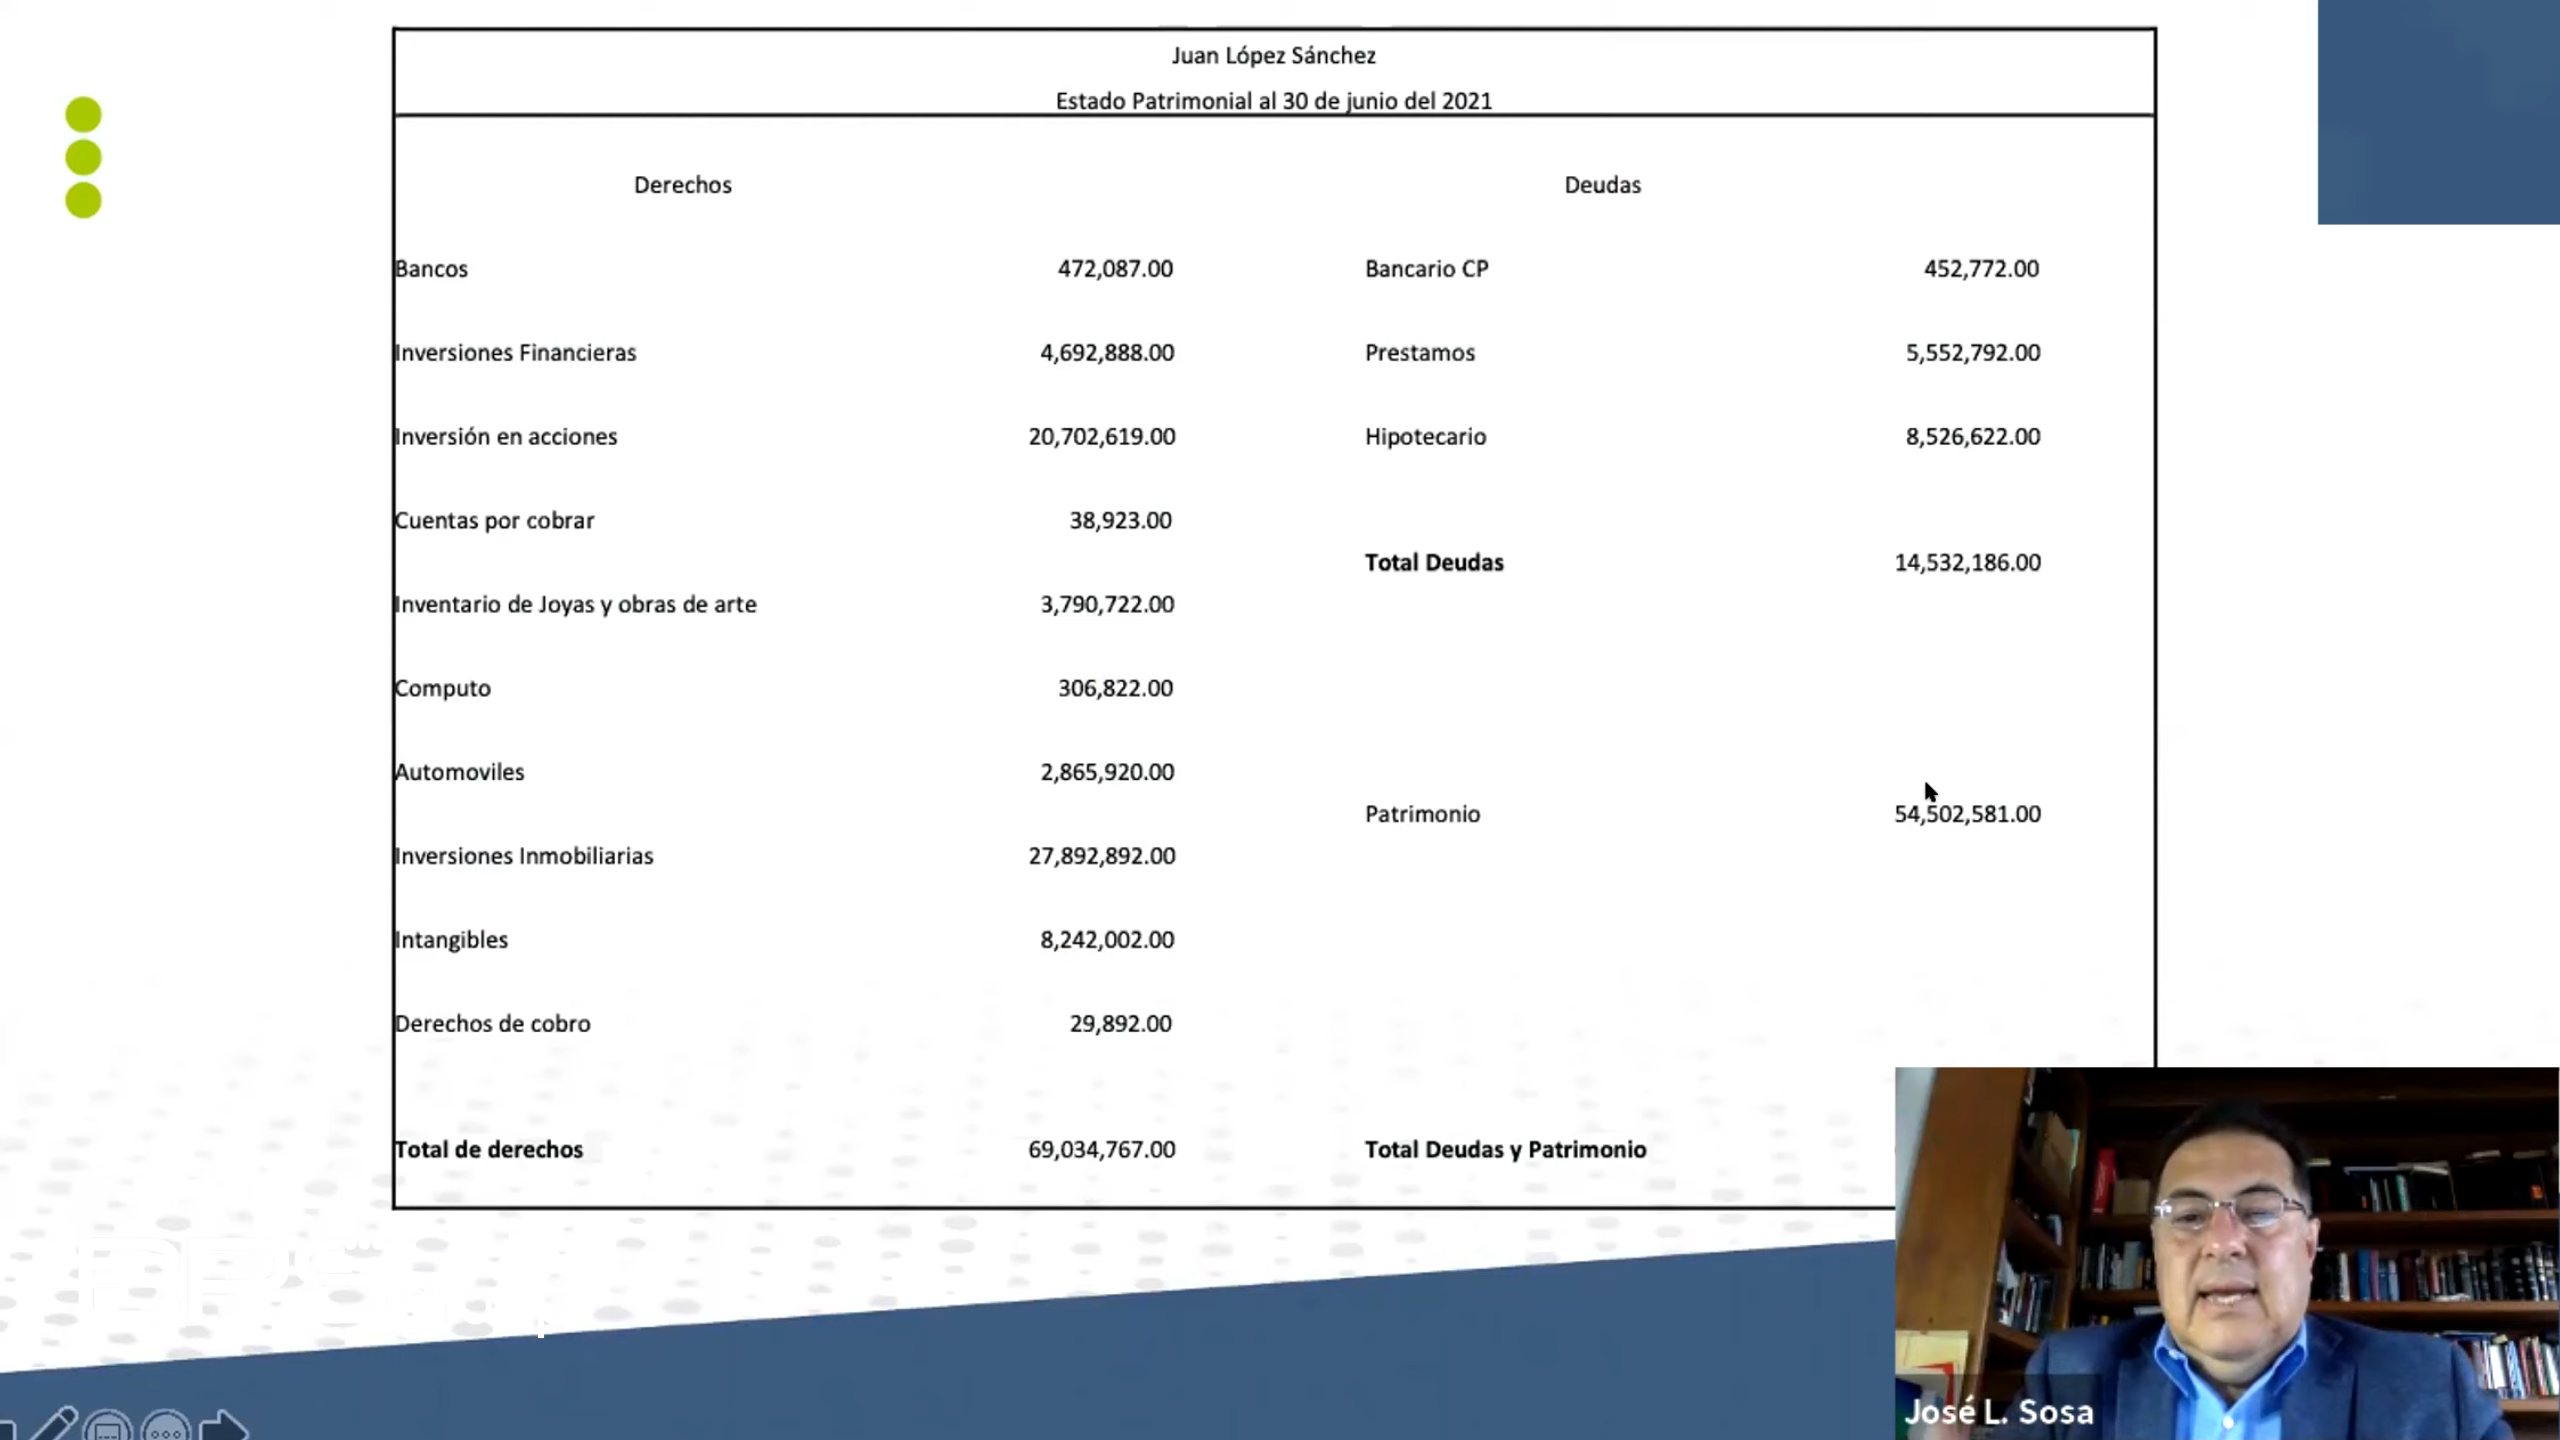 Juan López Sánchez
Estado Patrimonial al 30 de junio del 2021
Derechos Deudas
Bancos 472,087.00 Bancario CP 452,772.00
Inversiones Financieras 4,692,888.00 Prestamos 5,552,792.00
Inversión en acciones 20,702,619.00 Hipotecario 8,526,622.00
Cuentas por cobrar 38,923.00
Total Deudas 14,532,186.00
Inventario de Joyas y obras de arte 3,790,722.00
Computo 306,822.00
Automoviles 2,865,920.00
Patrimonio 54,502,581.00
Inversiones Inmobiliarias 27,892,892.00
Intangibles 8,242,002.00
Derechos de cobro 29,892.00
Total de derechos 69,034,767.00 Total Deudas y Patrimonio
José L. Sosa